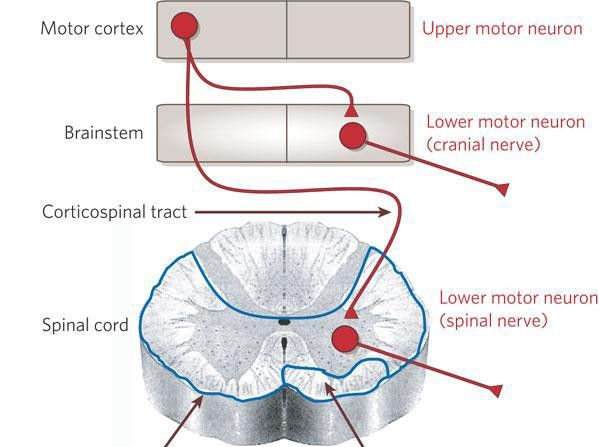 Motor cortex
Upper motor neuron
Brainstem
Lower motor neuron
(cranial nerve)
Corticospinal tract
Spinal cord
Lower motor neuron
(spinal nerve)